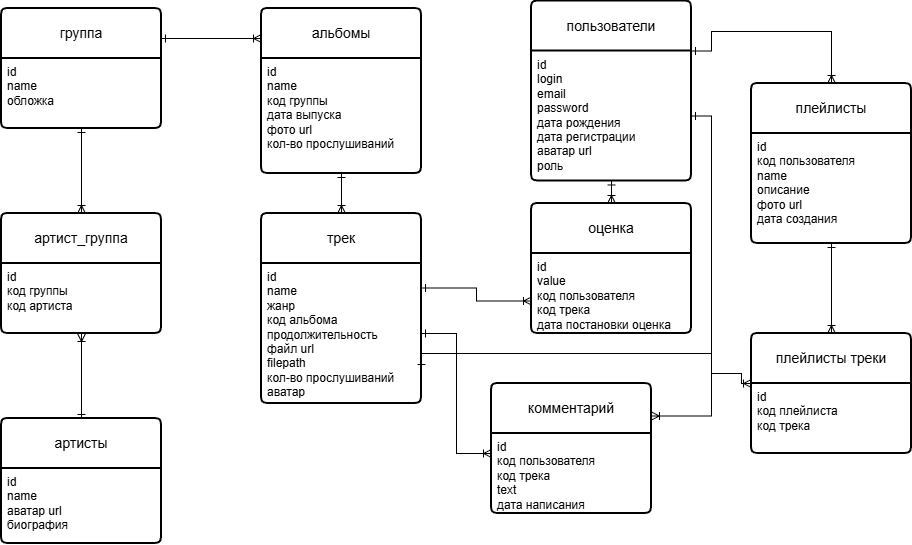 группа
id
name
обложка
альбомы
id
name
код группы
дата выпуска
фото url
кол-во прослушиваний
пользователи
id
login
email
password
дата рождения
дата регистрации
аватар url
роль
плейлисты
id
код пользователя
name
описание
фото url
дата создания
артист_группа
id
код группы
код артиста
трек
id
name
жанр
код альбома
продолжительность
файл url
filepath
кол-во прослушиваний
аватар
оценка
id
value
код пользователя
код трека
дата постановки оценка
плейлисты треки
id
код плейлиста
код трека
артисты
id
name
аватар url
биография
комментарий
id
код пользователя
код трека
text
дата написания